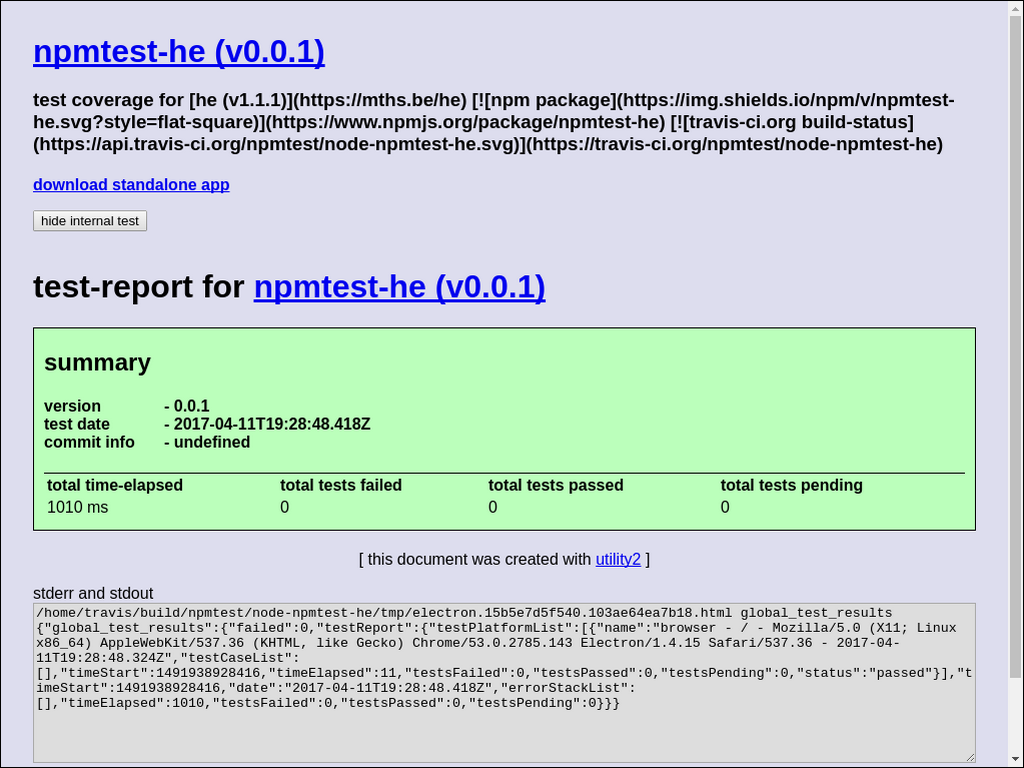 npmtest-he (v0.0.1)
test coverage for [he (v1.1.1)](https://mths.be/he) [![npm package](https://img.shields.io/npm/v/npmtest-
he.svg?style=flat-square)](https://www.npmjs.org/package/npmtest-he) [![travis-ci.org build-status]
(https://api.travis-ci.org/npmtest/node-npmtest-he.svg)](https://travis-ci.org/npmtest/node-npmtest-he)
download standalone app
hide internal test
test-report for npmtest-he (v0.0.1)
summary
version - 0.0.1
test date - 2017-04-11T19:28:48.418Z
commit info - undefined
total time-elapsed total tests failed total tests passed total tests pending
1010 ms 0 0 0
[ this document was created with utility2 ]
stderr and stdout
/home/travis/build/npmtest/node-npmtest-he/tmp/electron.15b5e7d5f540.103ae64ea7b18.html global_test_results
{"global_test_results":{"failed":0,"testReport":{"testPlatformList":[{"name":"browser - / - Mozilla/5.0 (X11; Linux
x86_64) AppleWebKit/537.36 (KHTML, like Gecko) Chrome/53.0.2785.143 Electron/1.4.15 Safari/537.36 - 2017-04-
11T19:28:48.324Z","testCaseList":
[],"timeStart":1491938928416,"timeElapsed":11,"testsFailed":0,"testsPassed":0,"testsPending":0,"status":"passed"}],"t
imeStart":1491938928416,"date":"2017-04-11T19:28:48.418Z","errorStackList":
[],"timeElapsed":1010,"testsFailed":0,"testsPassed":0,"testsPending":0}}}